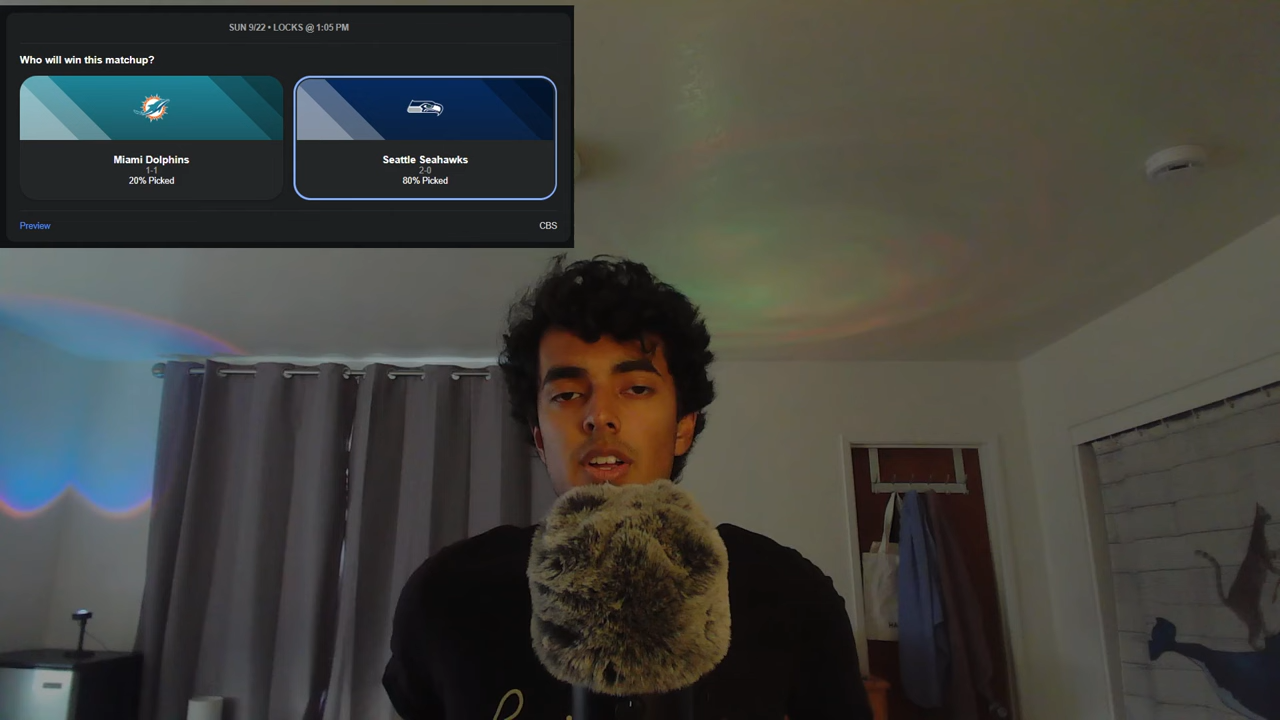 SUN 9/22 • LOCKS @ 1:05 PM
Who will win this matchup?
Miami Dolphins
1-1
20% Picked
Seattle Seahawks
2-0
80% Picked
Preview
CBS